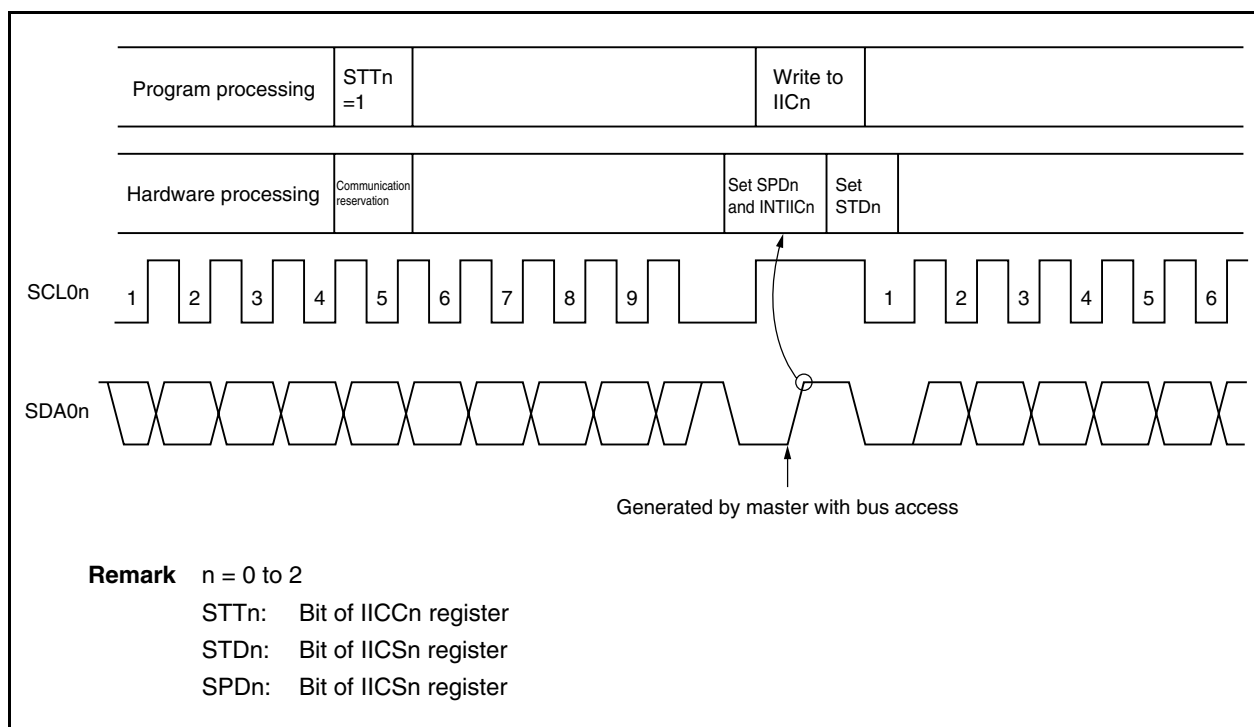 Program processing
STTn
=1
Write to
IICn
Hardware processing
Communication
reservation
Set SPDn
and INTIICn
Set
STDn
SCL0n
1 2 3 4 5 6 7 8 9 1 2 3 4 5 6
SDA0n
Generated by master with bus access
Remark n = 0 to 2
STTn: Bit of IICCn register
STDn: Bit of IICSn register
SPDn: Bit of IICSn register